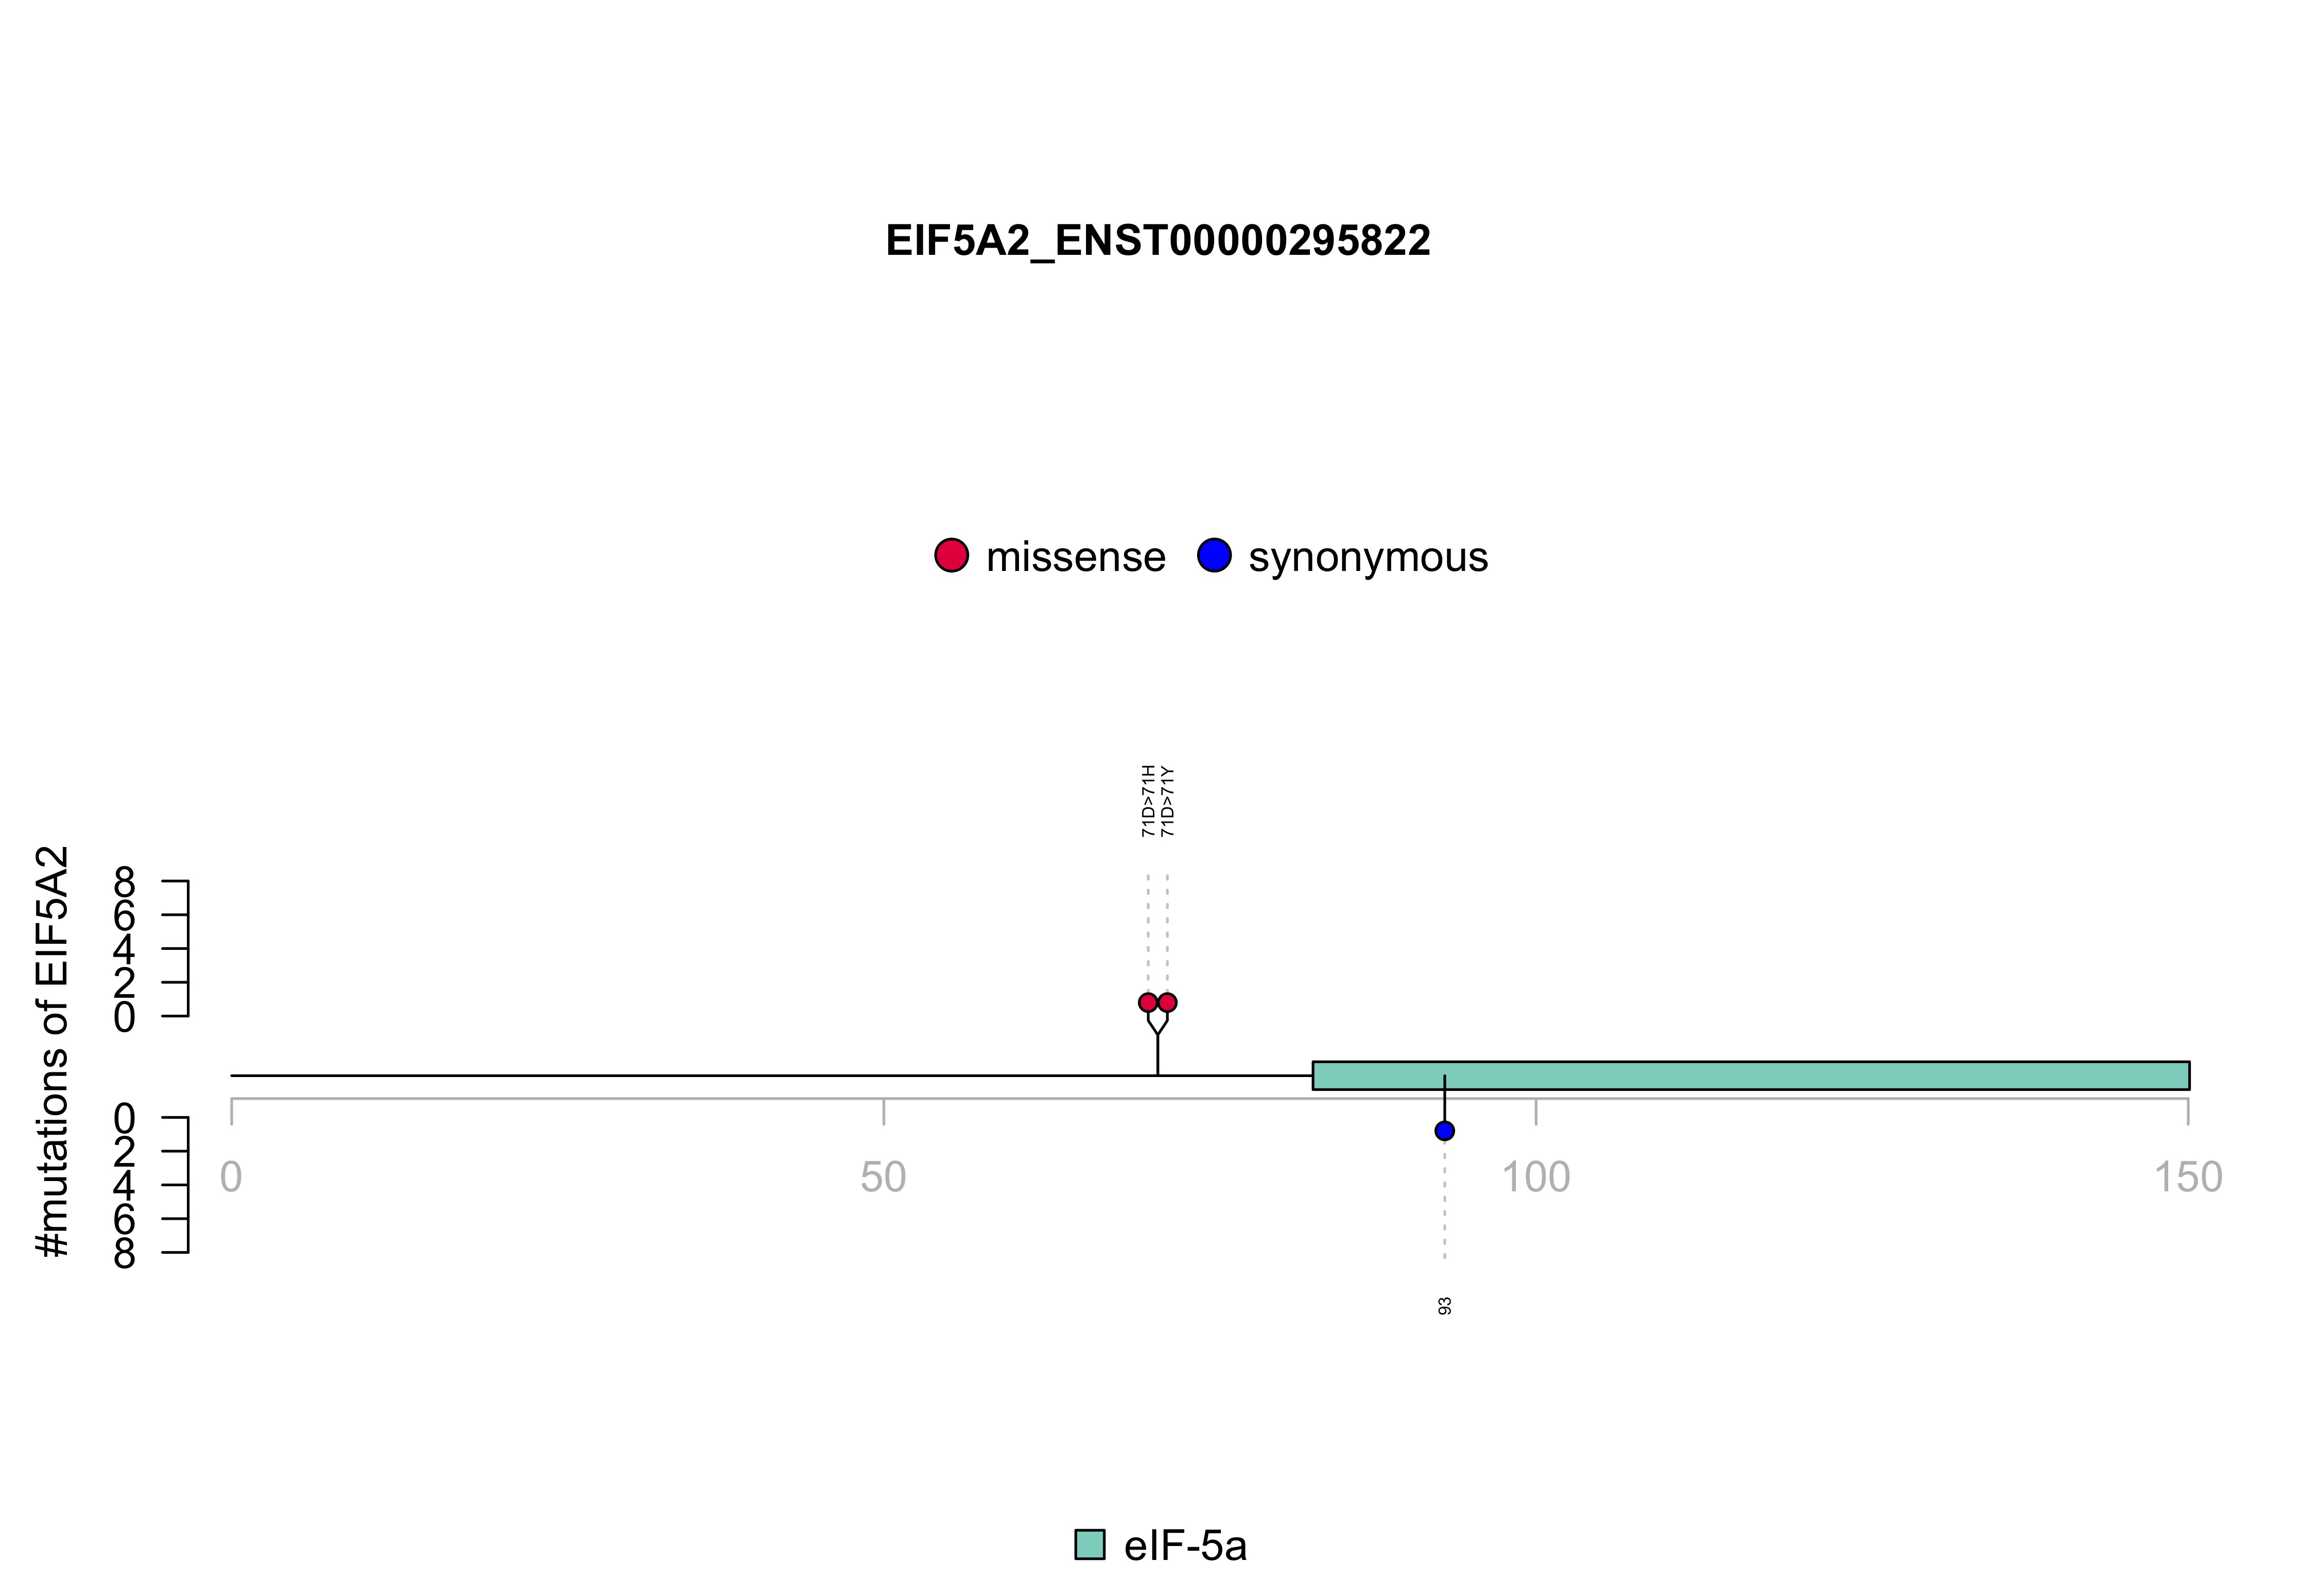 EIF5A2_ENST00000295822
missense synonymous
71D>71H
71D>71Y
#mutations of EIF5A2
8
6
4
2
0
0
2
4
6
8
0 50 100 150
93
eIF-5a